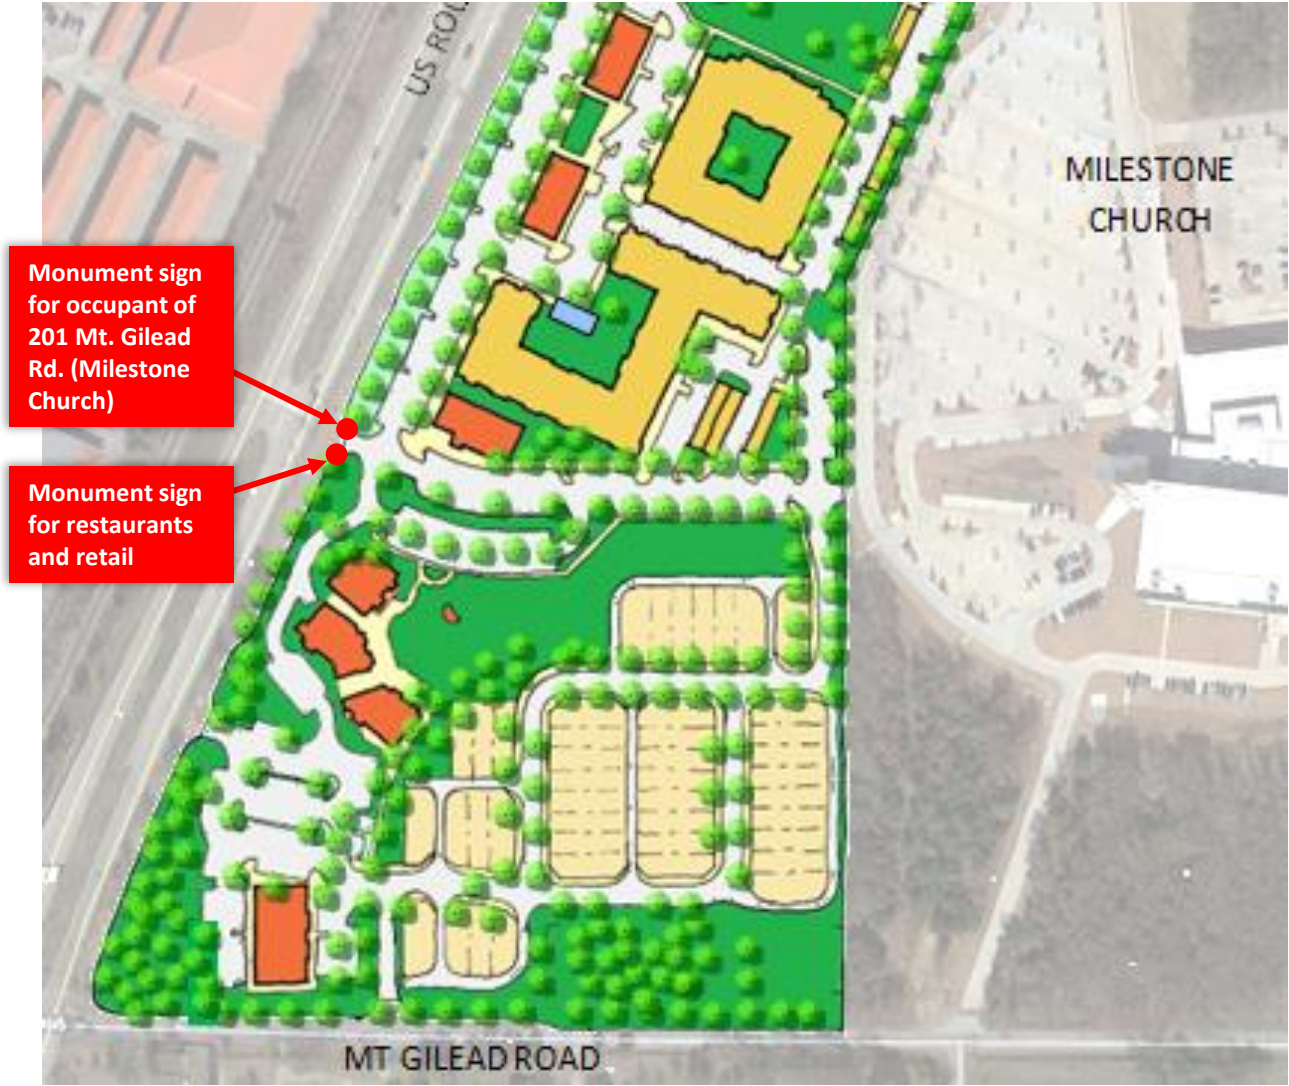 US ROU
MILESTONE
CHURCH
Monument sign
for occupant of
201 Mt. Gilead
Rd. (Milestone
Church)
Monument sign
for restaurants
and retail
MT GILEAD ROAD